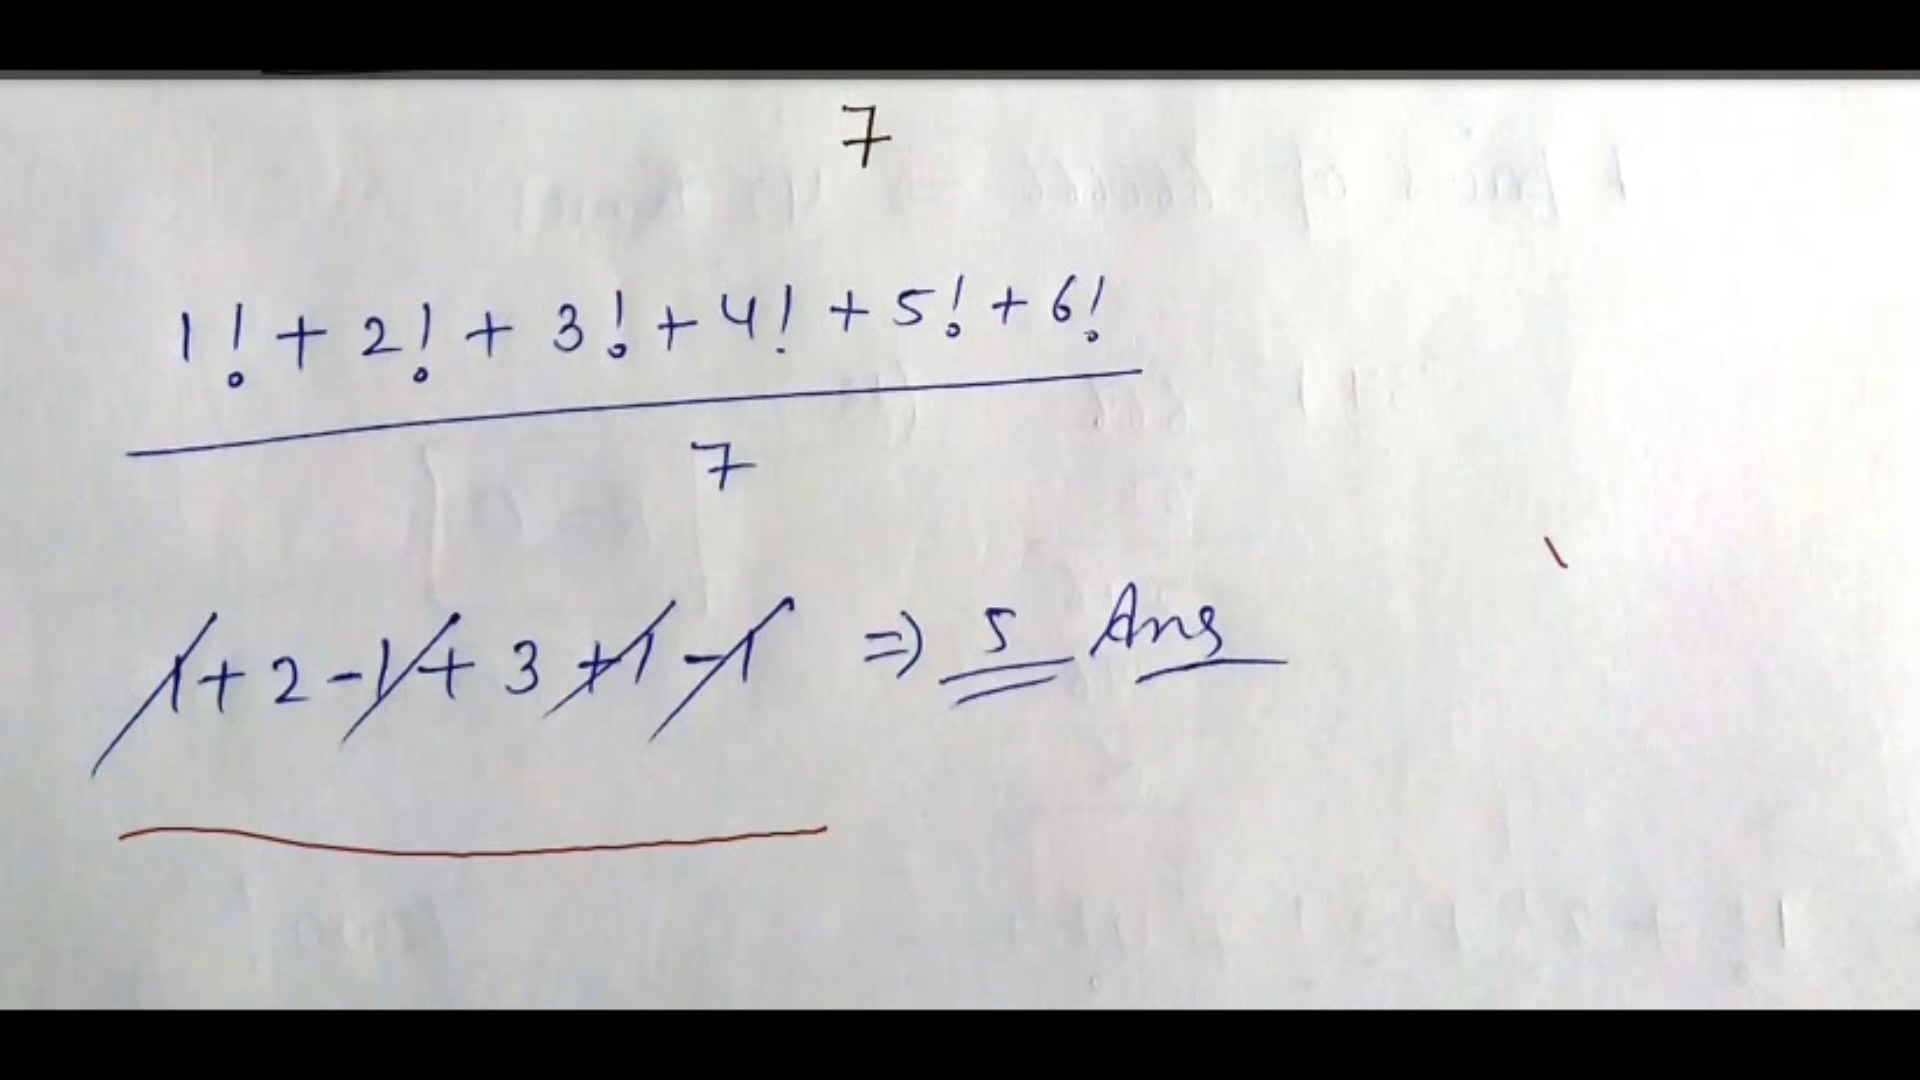 7
1! + 2! + 3! + 4! + 5! + 6!
7
1 + 2 - 1 + 3 + 1 - 1 => 5 Ans